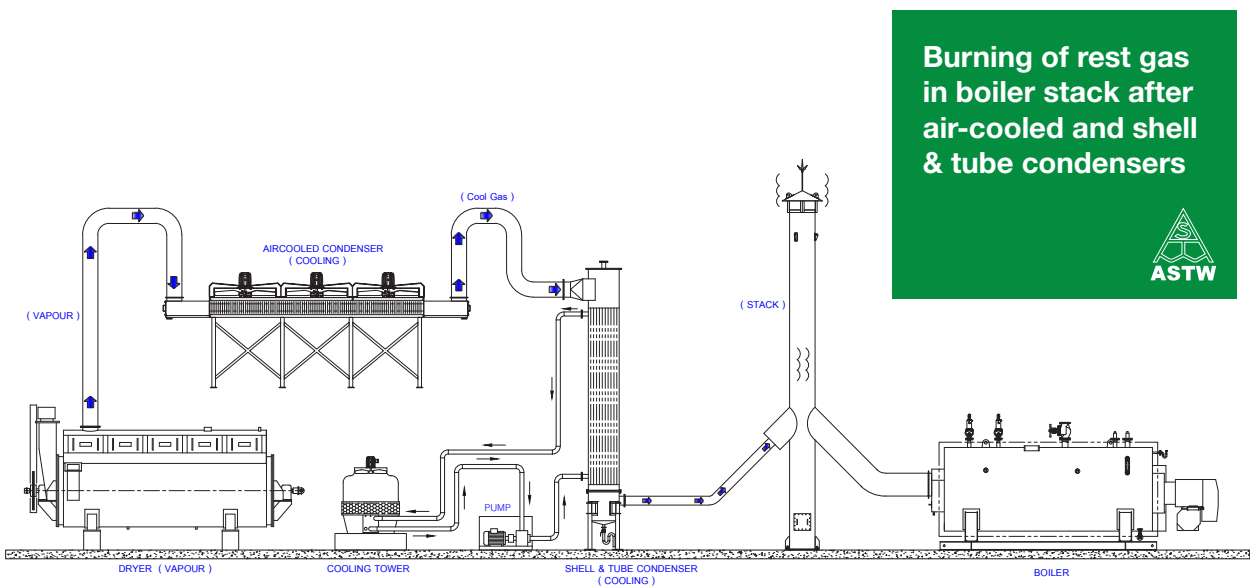 Burning of rest gas
in boiler stack after
air-cooled and shell
& tube condensers
ASTW
( Cool Gas )
AIRCOOLED CONDENSER
( COOLING )
( VAPOUR )
( STACK )
PUMP
DRYER ( VAPOUR )
COOLING TOWER
SHELL & TUBE CONDENSER
( COOLING )
BOILER